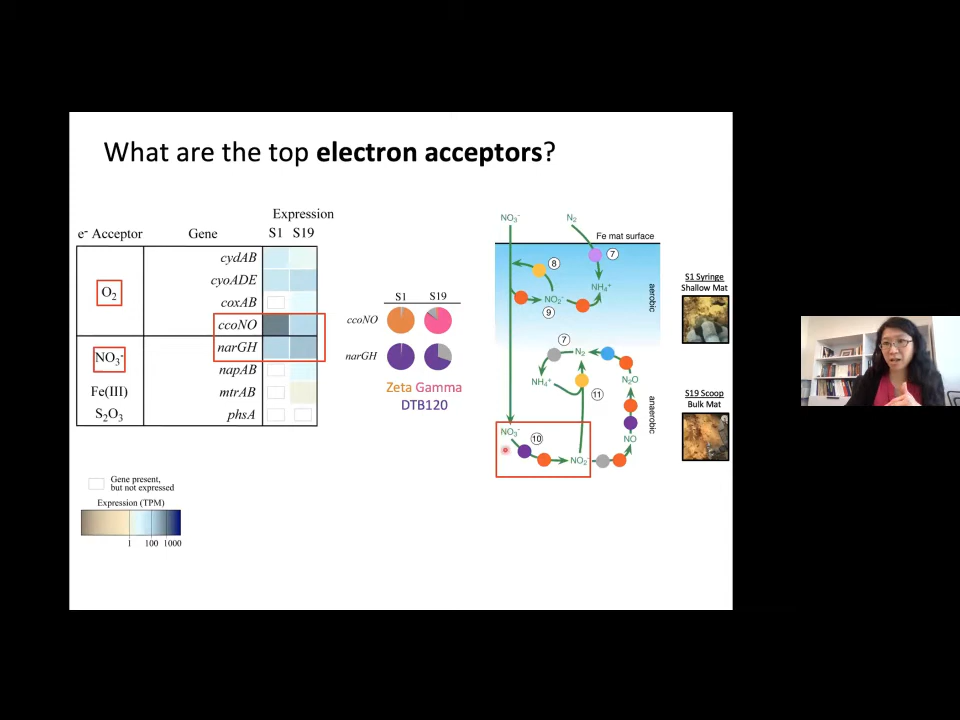 What are the top electron acceptors?
Expression
e- Acceptor Gene S1 S19
O2
cydAB
cyoADE
coxAB
ccoNO
NO3-
narGH
napAB
Fe(III)
mtrAB
S2O3
phsA
Gene present,
but not expressed
Expression (TPM)
1 100 1000
S1 S19
ccoNO
narGH
Zeta Gamma
DTB120
NO3- N2
Fe mat surface
7
8
NH4+
NO2-
9
aerobic
7
N2
NH4+
N2O
11
anaerobic
NO3-
10
NO
NO2-
S1 Syringe
Shallow Mat
S19 Scoop
Bulk Mat